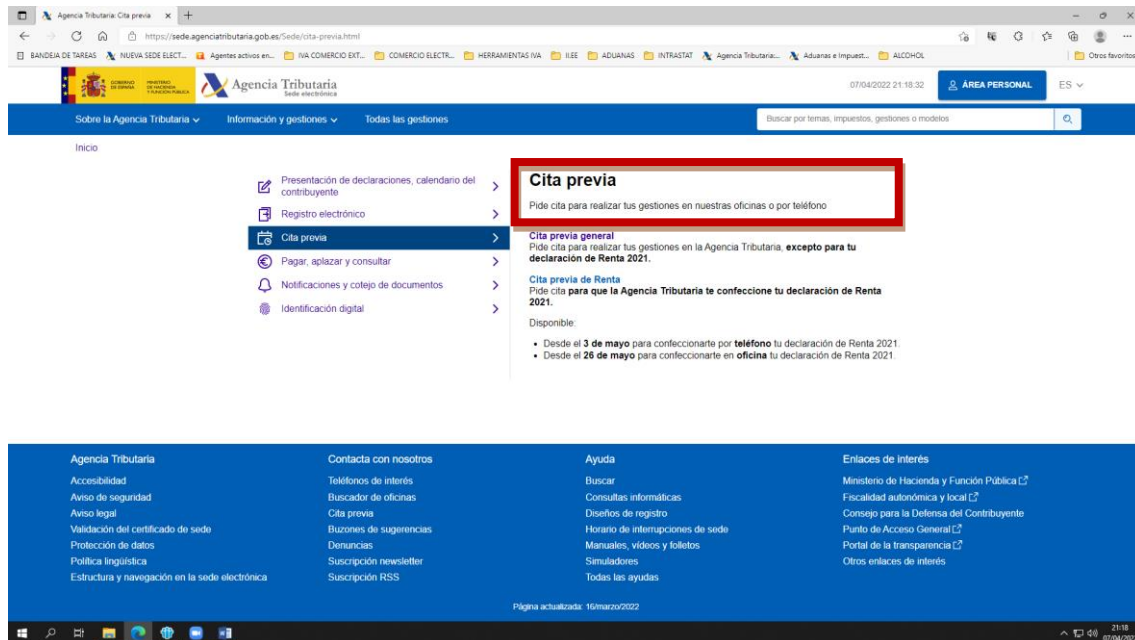 Agencia Tributaria: Cita previa
https://sede.agenciatributaria.gob.es/Sede/cita-previa.html
BANDEJA DE TAREAS NUEVA SEDE ELECT... Agentes activos en... IVA COMERCIO EXT... COMERCIO ELECTR... HERRAMIENTAS IVA ILEE ADUANAS INTRASTAT Agencia Tributaria:... Aduanas e Impuest... ALCOHOL Otros favoritos
GOBIERNO DE ESPAÑA MINISTERIO DE HACIENDA Y FUNCIÓN PÚBLICA
Agencia Tributaria
Sede electrónica
07/04/2022 21:18:32 ÁREA PERSONAL ES
Sobre la Agencia Tributaria Información y gestiones Todas las gestiones Buscar por temas, impuestos, gestiones o modelos
Inicio
Presentación de declaraciones, calendario del
contribuyente
Registro electrónico
Cita previa
Pagar, aplazar y consultar
Notificaciones y cotejo de documentos
Identificación digital
Cita previa
Pide cita para realizar tus gestiones en nuestras oficinas o por teléfono
Cita previa general
Pide cita para realizar tus gestiones en la Agencia Tributaria, excepto para tu
declaración de Renta 2021.
Cita previa de Renta
Pide cita para que la Agencia Tributaria te confeccione tu declaración de Renta
2021.
Disponible:
• Desde el 3 de mayo para confeccionarte por teléfono tu declaración de Renta 2021.
• Desde el 26 de mayo para confeccionarte en oficina tu declaración de Renta 2021.
Agencia Tributaria
Accesibilidad
Aviso de seguridad
Aviso legal
Validación del certificado de sede
Protección de datos
Política lingüística
Estructura y navegación en la sede electrónica
Contacta con nosotros
Teléfonos de interés
Buscador de oficinas
Cita previa
Buzones de sugerencias
Denuncias
Suscripción newsletter
Suscripción RSS
Ayuda
Buscar
Consultas informáticas
Diseños de registro
Horario de interrupciones de sede
Manuales, vídeos y folletos
Simuladores
Todas las ayudas
Enlaces de interés
Ministerio de Hacienda y Función Pública
Fiscalidad autonómica y local
Consejo para la Defensa del Contribuyente
Punto de Acceso General
Portal de la transparencia
Otros enlaces de interés
Página actualizada: 16/marzo/2022
21:18